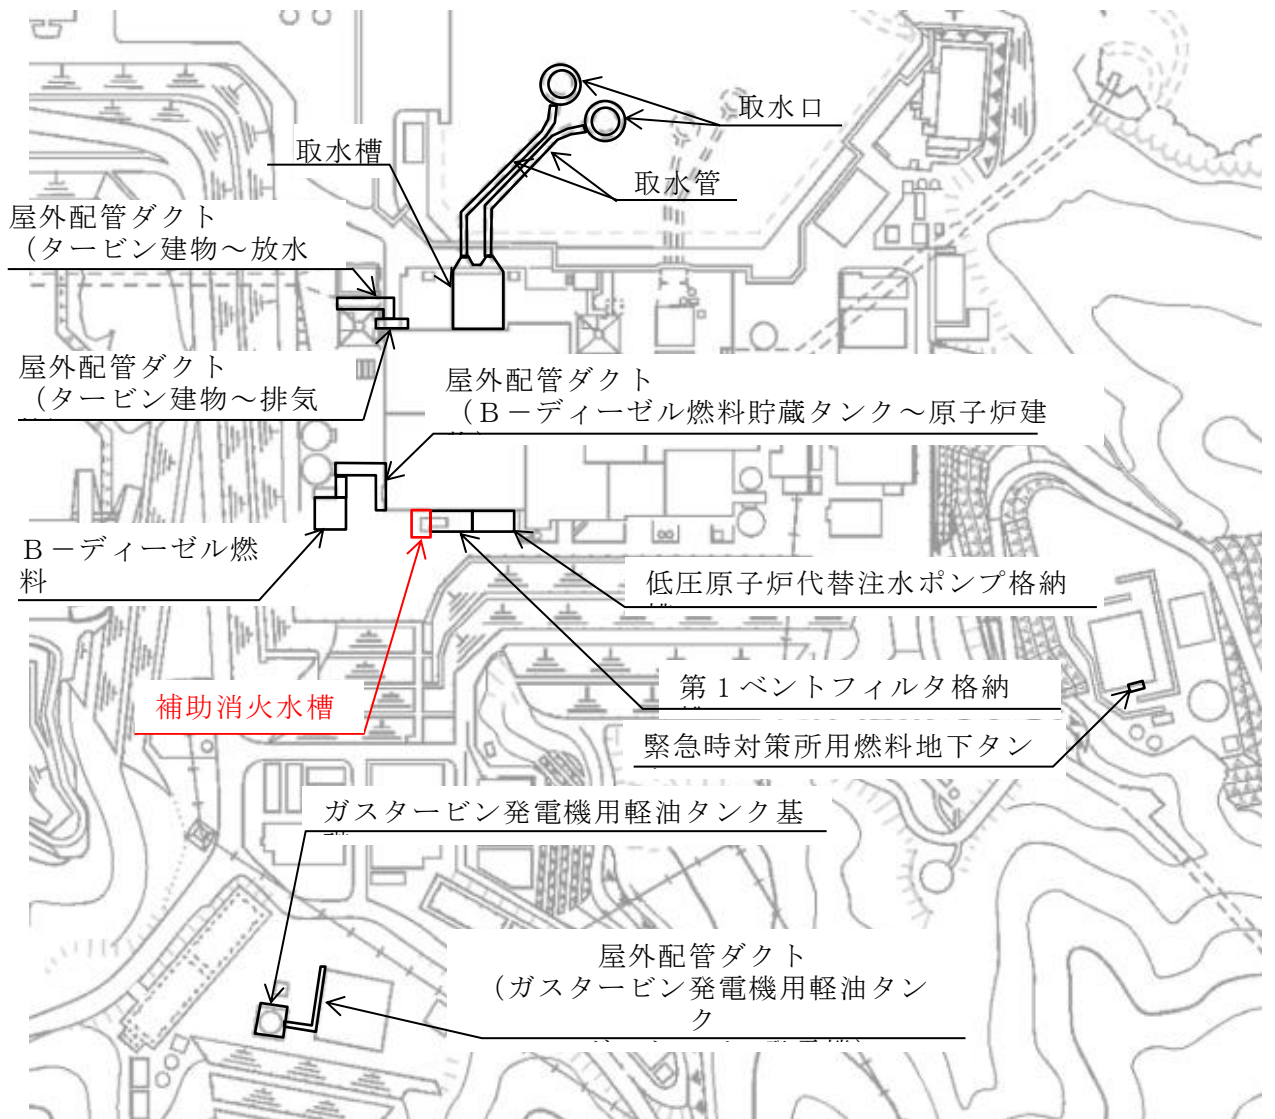 取水口
取水槽
取水管
屋外配管ダクト
（タービン建物～放水
屋外配管ダクト
（タービン建物～排気
屋外配管ダクト
（Ｂ－ディーゼル燃料貯蔵タンク～原子炉建
Ｂ－ディーゼル燃
料
低圧原子炉代替注水ポンプ格納
補助消火水槽
第１ベントフィルタ格納
緊急時対策所用燃料地下タン
ガスタービン発電機用軽油タンク基
屋外配管ダクト
（ガスタービン発電機用軽油タン
ク